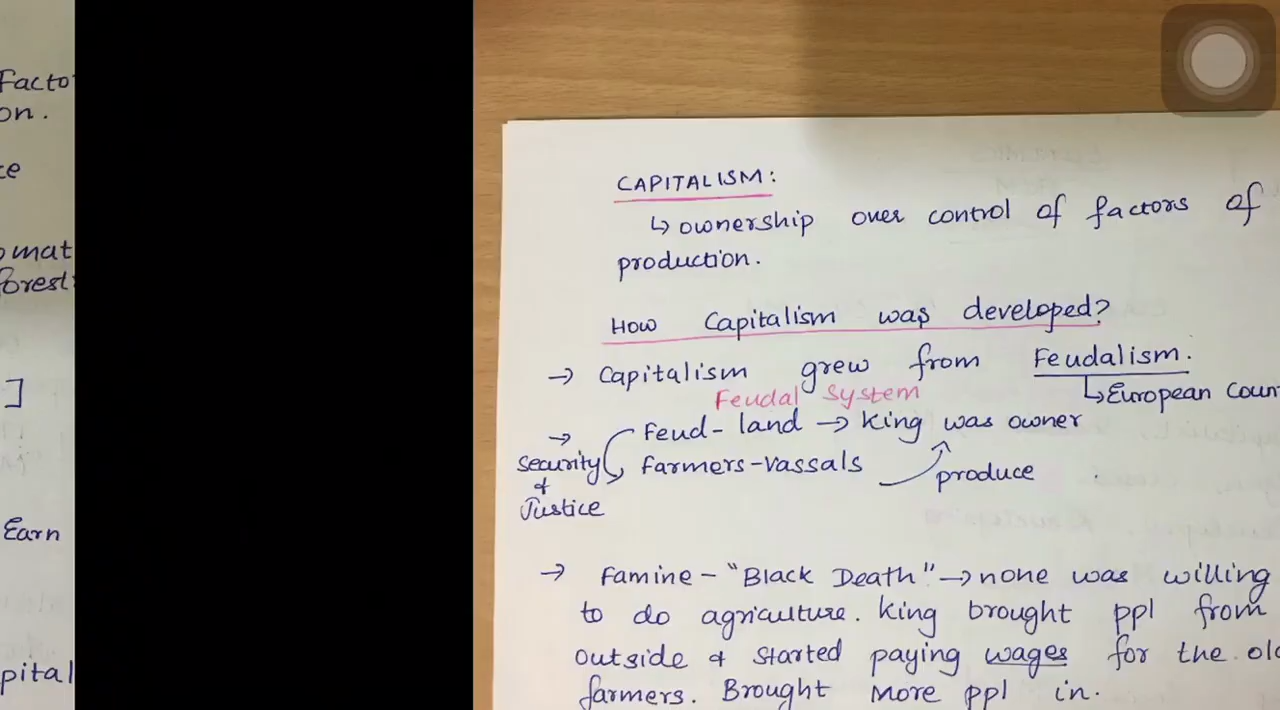 Facto
on.
ce
mat
forest
]
Earn
pital
CAPITALISM:
↳ ownership over control of factors of
production.
How Capitalism was developed?
→ Capitalism grew from Feudalism.
↳ European Coun
Feudal System
→ Feud- land → King was owner
Security Farmers-Vassals produce
&
Justice
→ Famine - "Black Death" → none was willing
to do agriculture. King brought ppl from
outside & started paying wages for the old
farmers. Brought More ppl in.